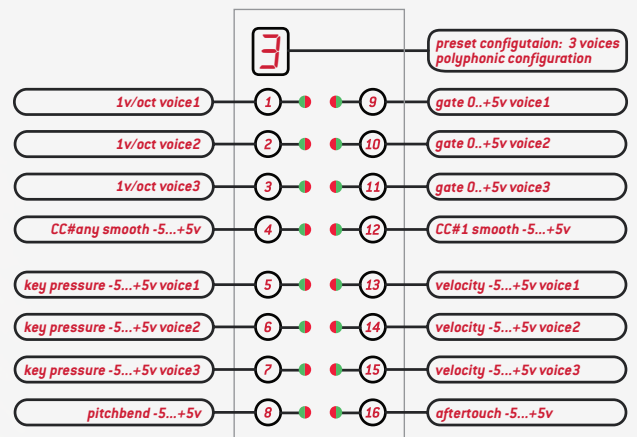 3
preset configutaion: 3 voices
polyphonic configuration
1v/oct voice1 1 9 gate 0..+5v voice1
1v/oct voice2 2 10 gate 0..+5v voice2
1v/oct voice3 3 11 gate 0..+5v voice3
CC#any smooth -5...+5v 4 12 CC#1 smooth -5...+5v
key pressure -5...+5v voice1 5 13 velocity -5...+5v voice1
key pressure -5...+5v voice2 6 14 velocity -5...+5v voice2
key pressure -5...+5v voice3 7 15 velocity -5...+5v voice3
pitchbend -5...+5v 8 16 aftertouch -5...+5v